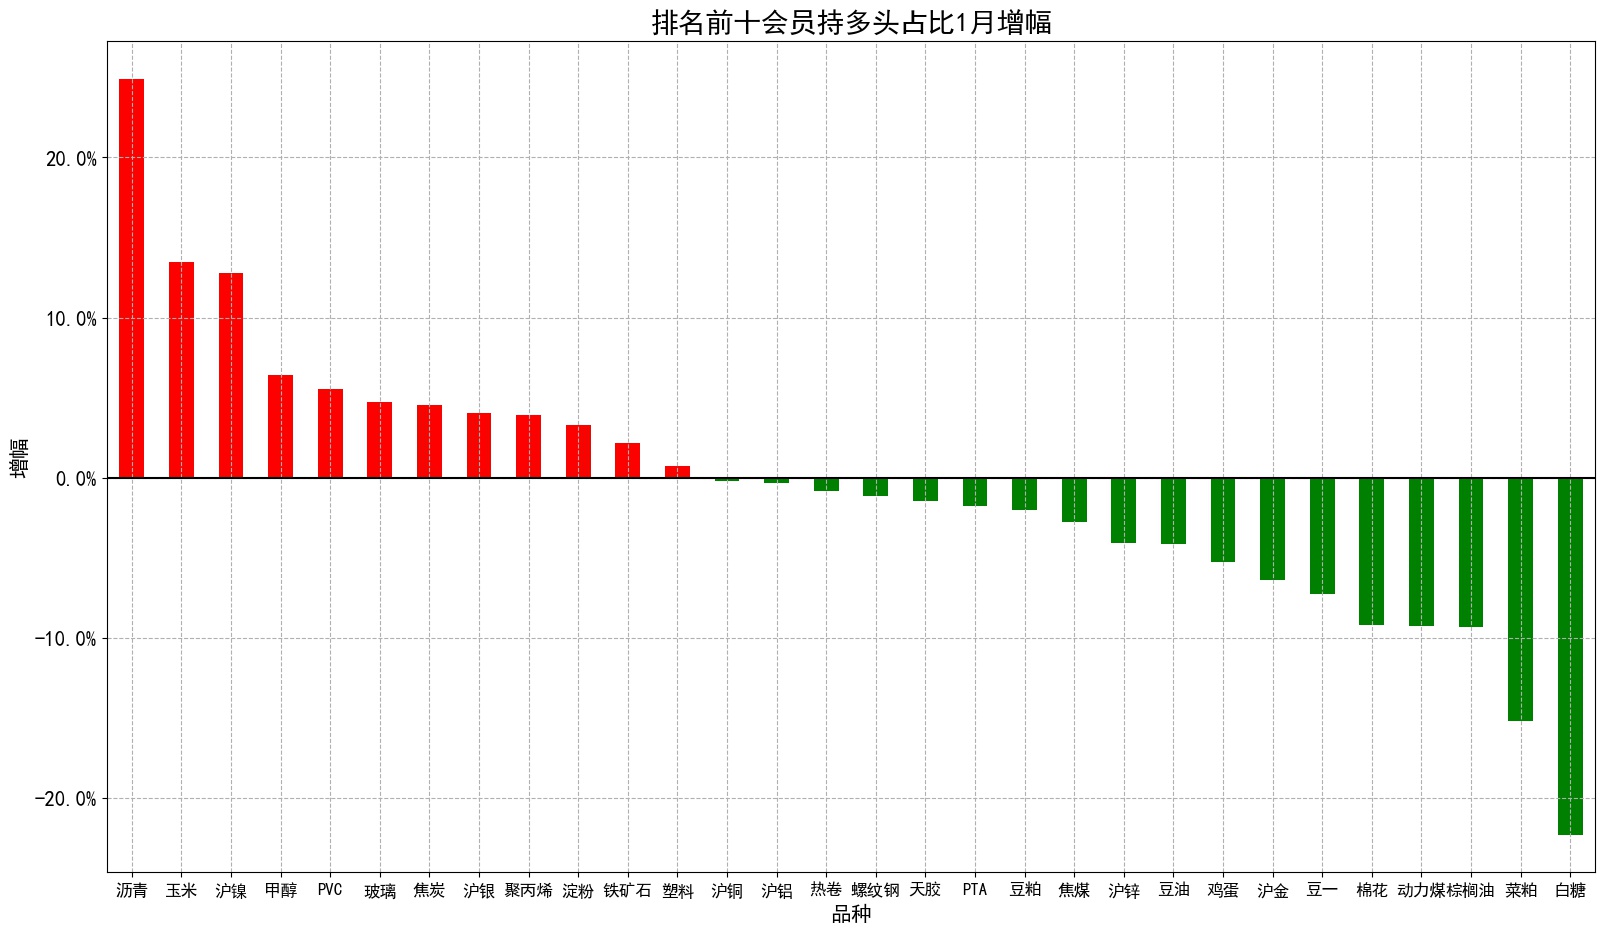 排名前十会员持多头占比1月增幅
增幅
20.0%
10.0%
0.0%
-10.0%
-20.0%
沥青 玉米 沪镍 甲醇 PVC 玻璃 焦炭 沪银 聚丙烯 淀粉 铁矿石 塑料 沪铜 沪铝 热卷 螺纹钢 天胶 PTA 豆粕 焦煤 沪锌 豆油 鸡蛋 沪金 豆一 棉花 动力煤 棕榈油 菜粕 白糖
品种